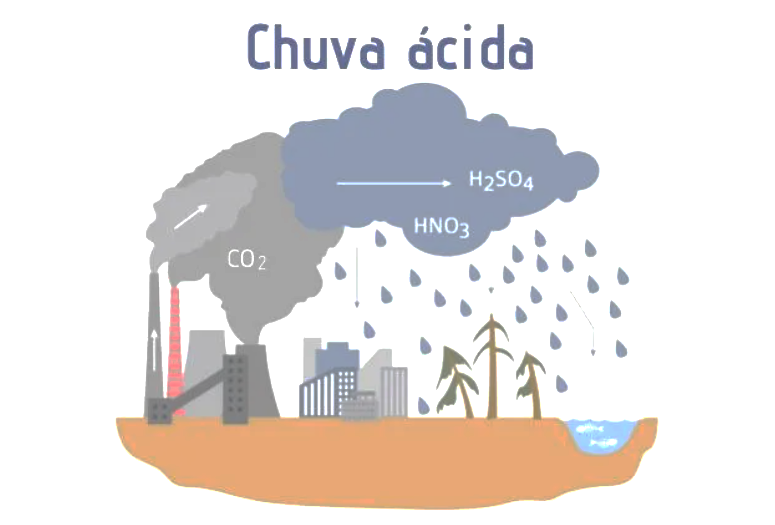 Chuva ácida
H2SO4
HNO3
CO2